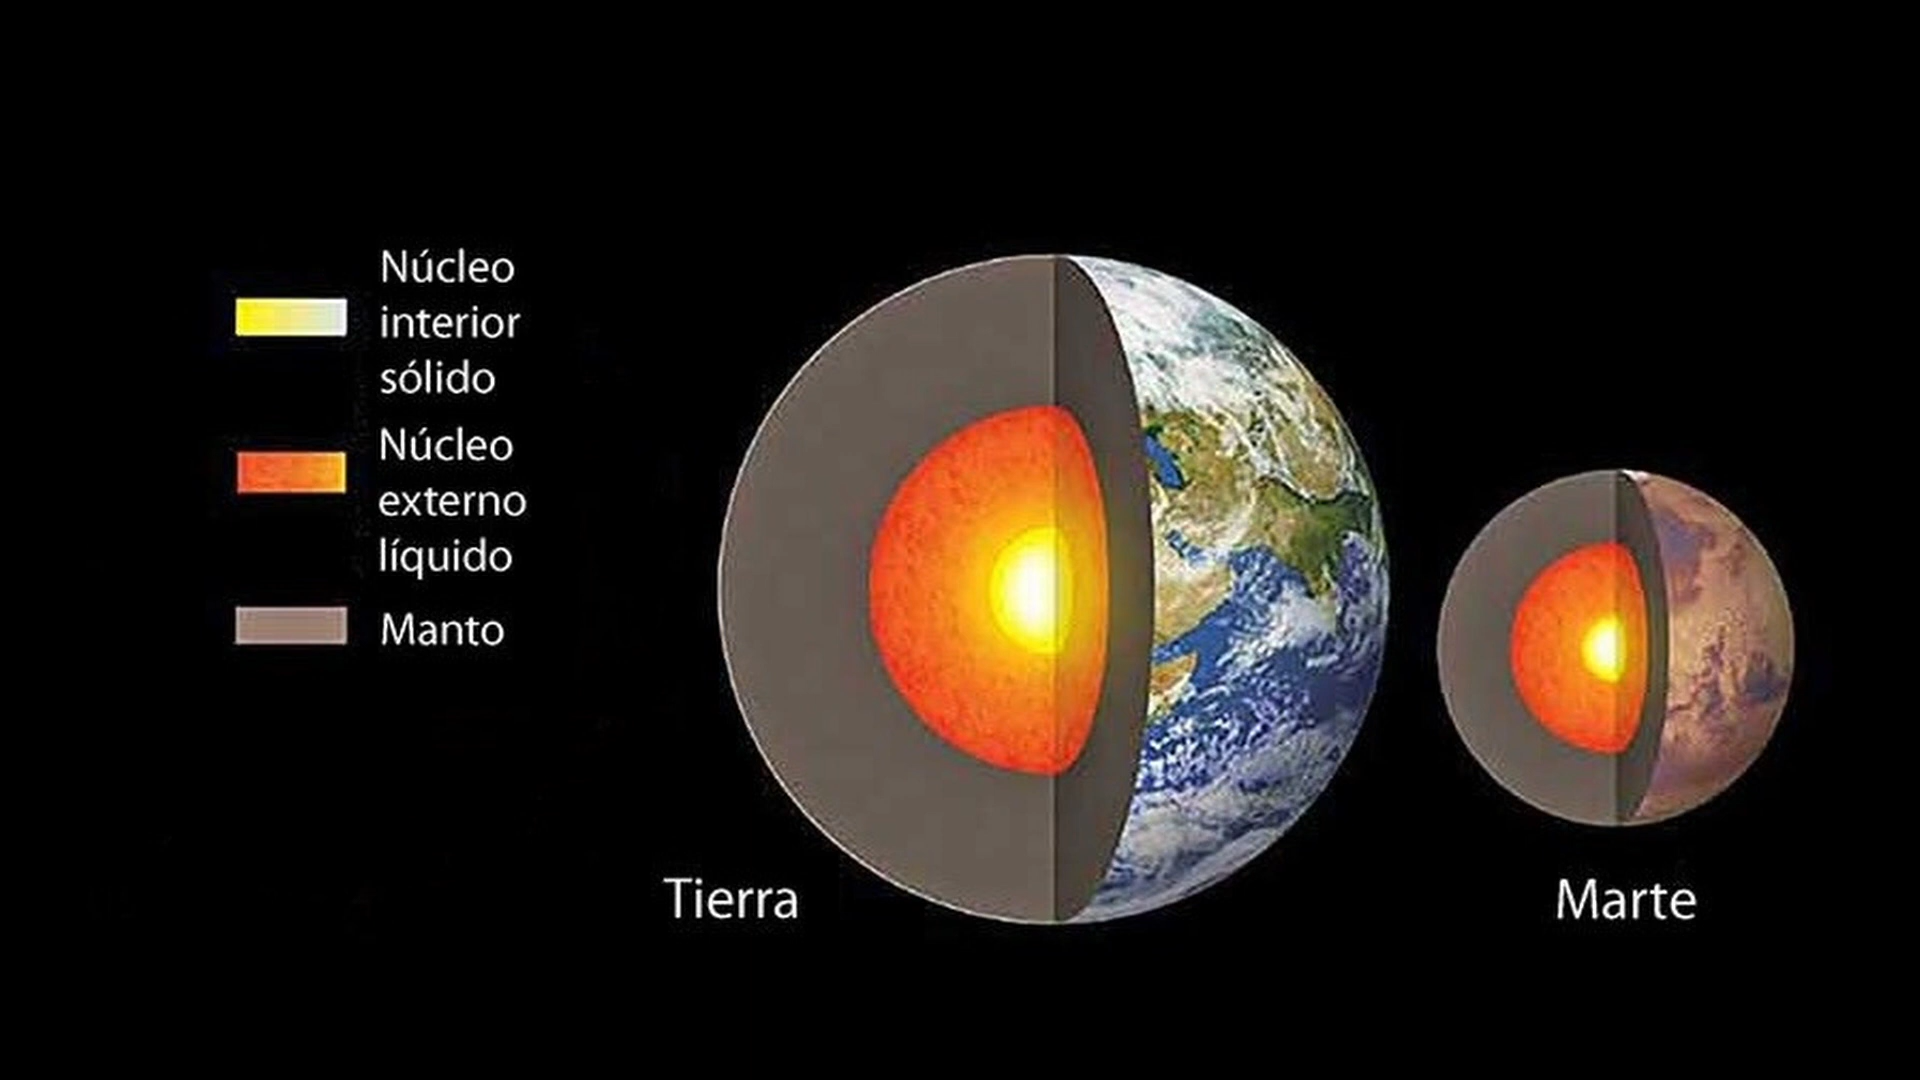 Núcleo
interior
sólido
Núcleo
externo
líquido
Manto
Tierra
Marte